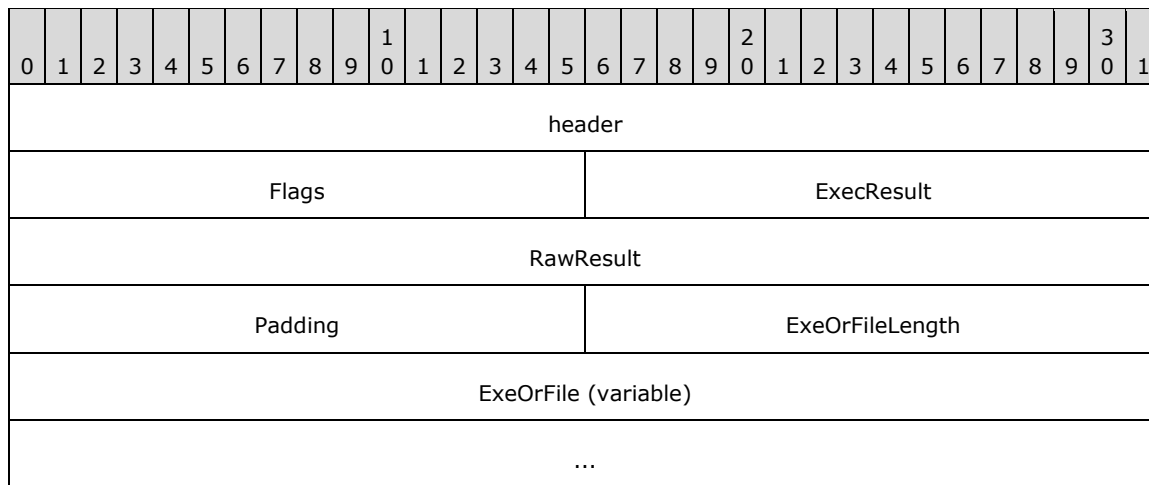 1 2 3
0 1 2 3 4 5 6 7 8 9 0 1 2 3 4 5 6 7 8 9 0 1 2 3 4 5 6 7 8 9 0 1
header
Flags ExecResult
RawResult
Padding ExeOrFileLength
ExeOrFile (variable)
...